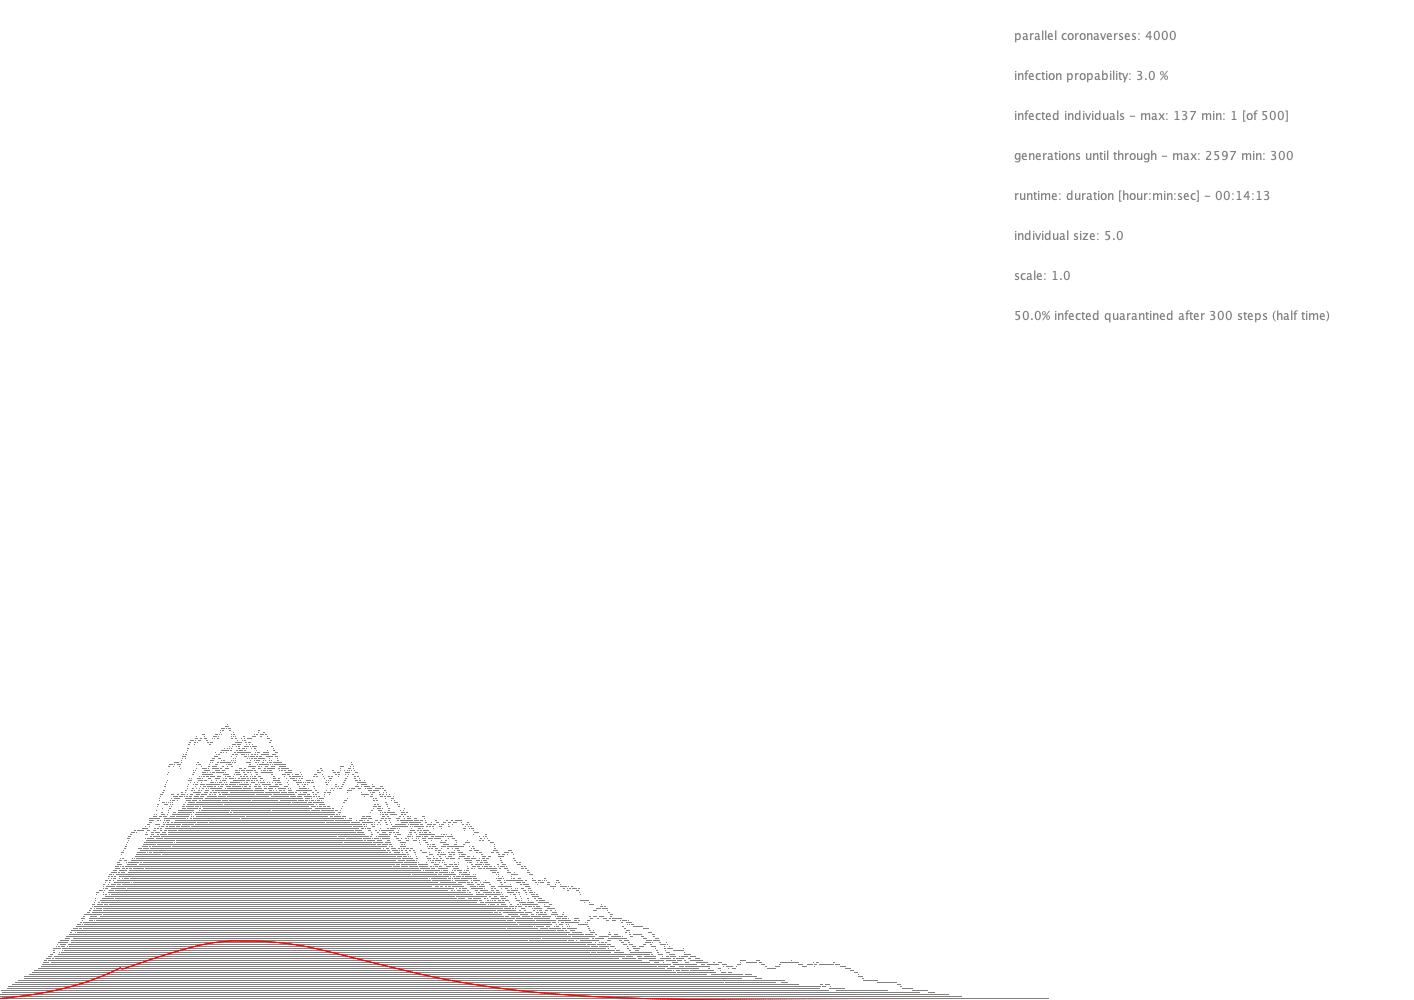 parallel coronaverses: 4000
infection propability: 3.0 %
infected individuals - max: 137 min: 1 [of 500]
generations until through - max: 2597 min: 300
runtime: duration [hour:min:sec] - 00:14:13
individual size: 5.0
scale: 1.0
50.0% infected quarantined after 300 steps (half time)